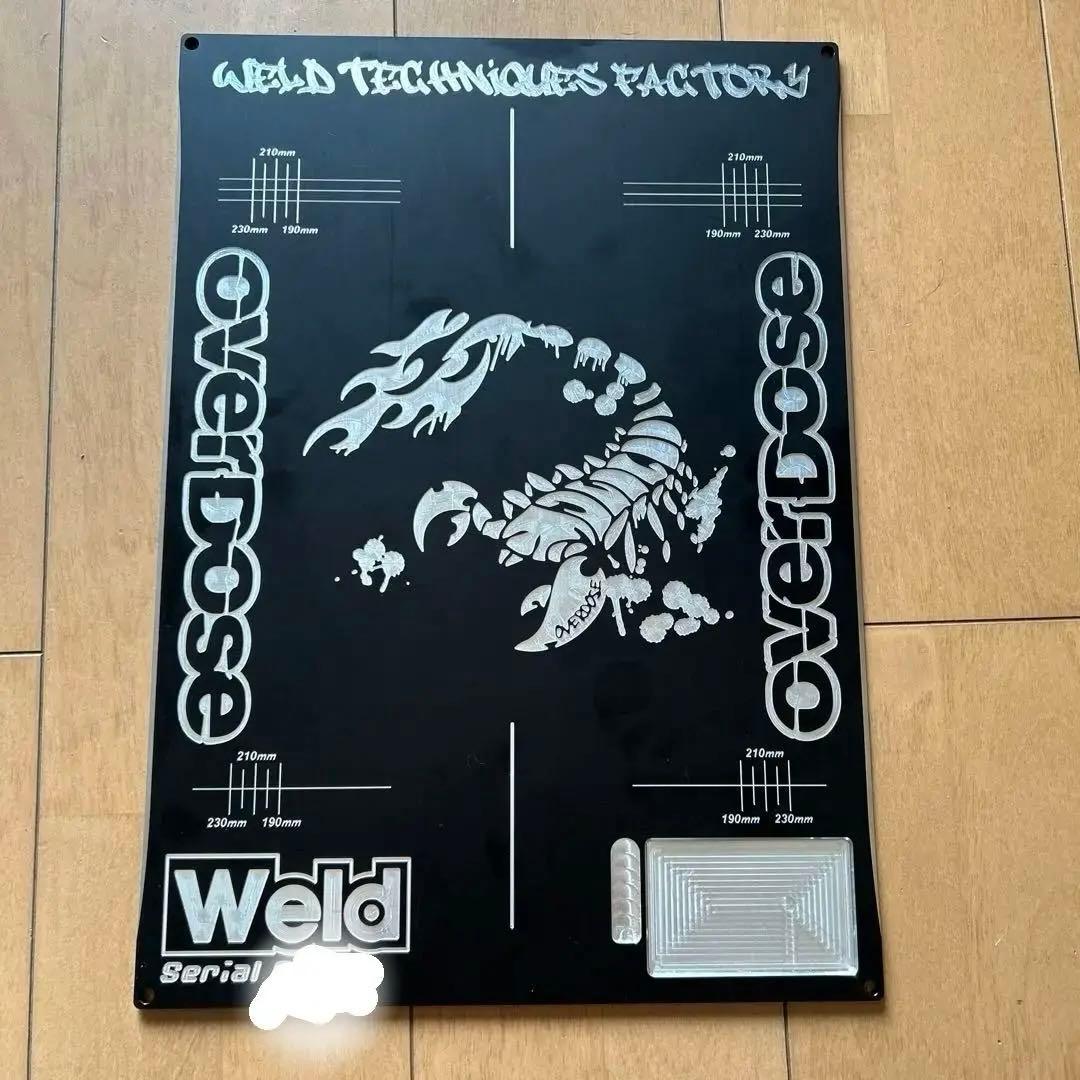 WELD TECHNIQUES FACTORY
210mm
230mm 190mm
210mm
190mm 230mm
OVerDose
OVERDOSE
OVerDose
210mm
230mm 190mm
210mm
190mm 230mm
Weld
Serial